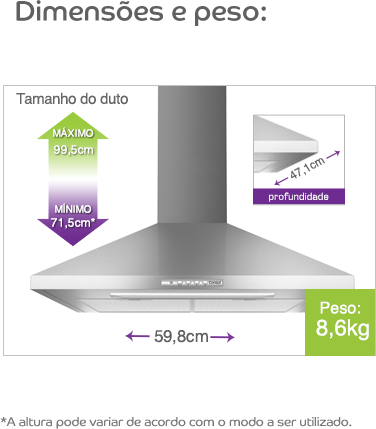 Dimensões e peso:
Tamanho do duto
MÁXIMO
99,5cm
MÍNIMO
71,5cm*
47,1cm
profundidade
59,8cm
Peso:
8,6kg
*A altura pode variar de acordo com o modo a ser utilizado.